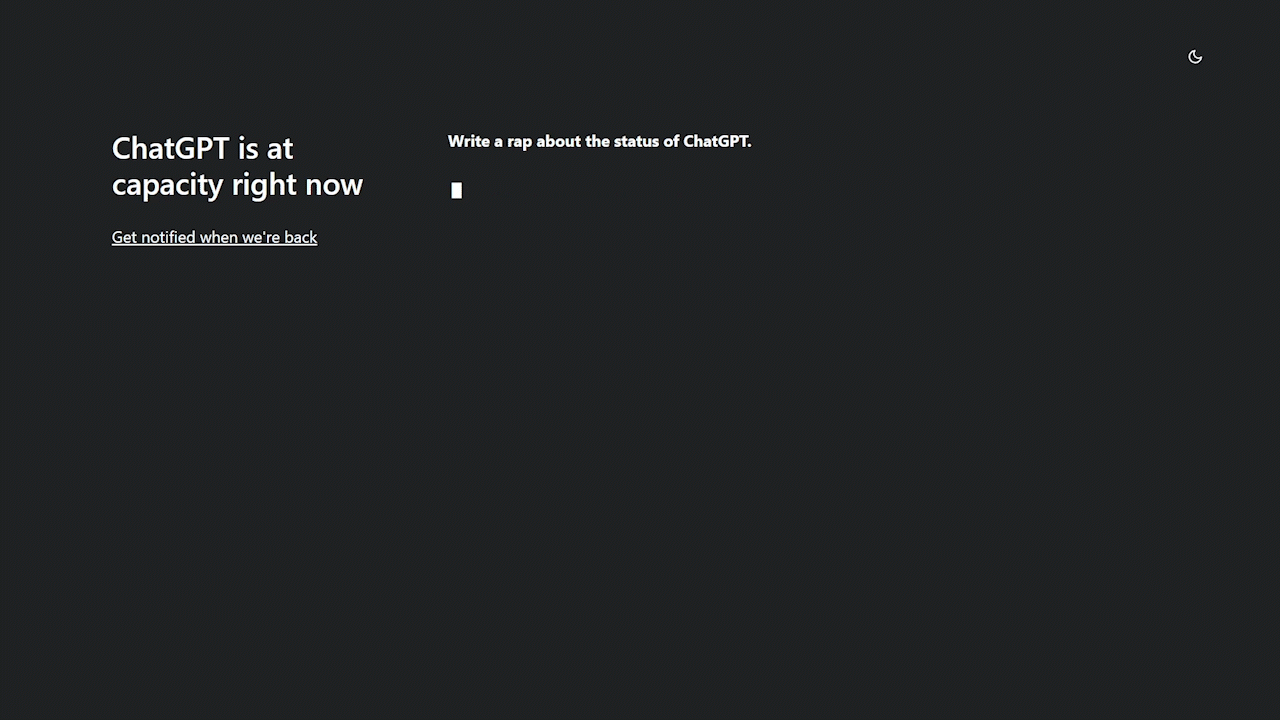 ChatGPT is at
capacity right now
Get notified when we're back
Write a rap about the status of ChatGPT.